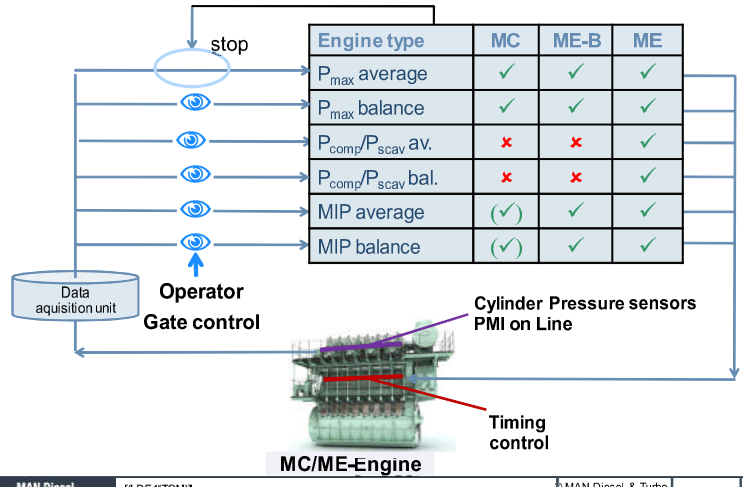 stop
Engine type MC ME-B ME
Pmax average ✓ ✓ ✓
Pmax balance ✓ ✓ ✓
Pcomp/Pscav av. ✗ ✗ ✓
Pcomp/Pscav bal. ✗ ✗ ✓
MIP average (✓) ✓ ✓
MIP balance (✓) ✓ ✓
Data
aquisition unit
Operator
Gate control
Cylinder Pressure sensors
PMI on Line
Timing
control
MC/ME-Engine
MAN Diesel
© MAN Diesel & Turbo